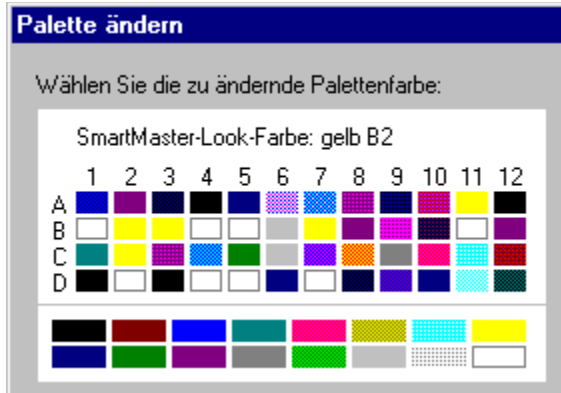 Palette ändern
Wählen Sie die zu ändernde Palettenfarbe:
SmartMaster-Look-Farbe: gelb B2
1 2 3 4 5 6 7 8 9 10 11 12
A
B
C
D